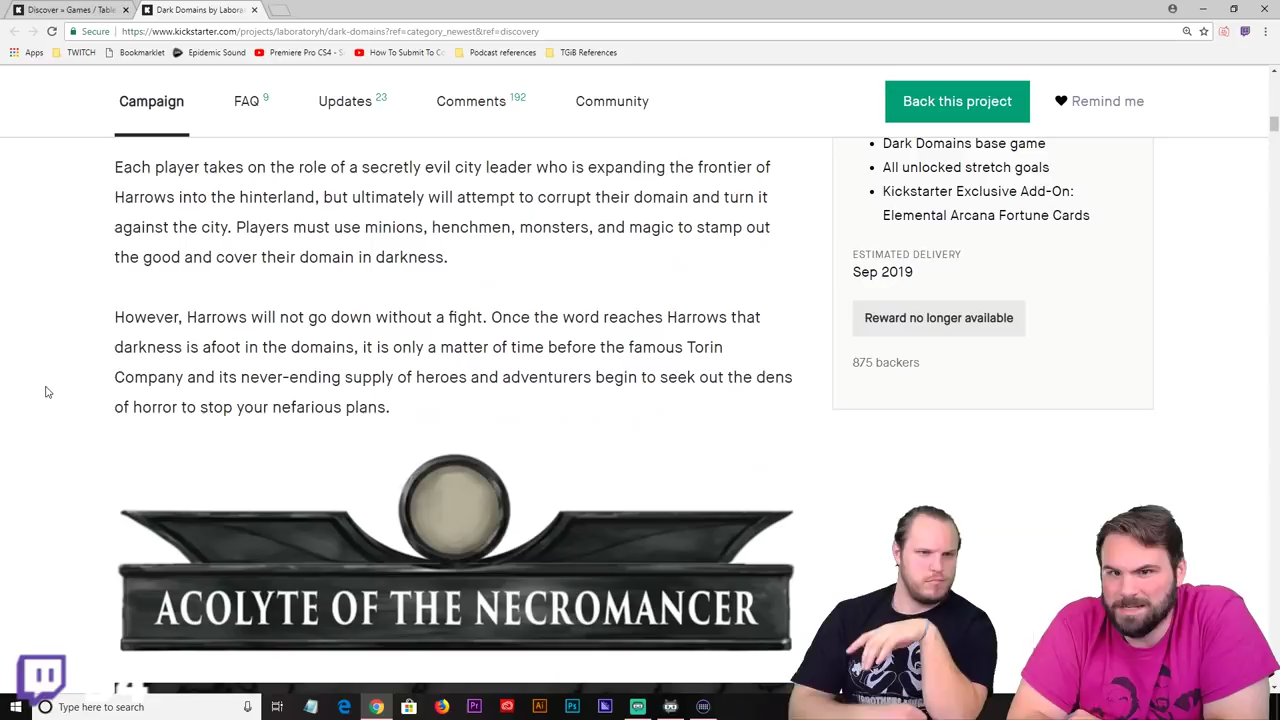 Discover » Games / Table
Dark Domains by Labora
Secure
https://www.kickstarter.com/projects/laboratoryh/dark-domains?ref=category_newest&ref=discovery
Apps
TWITCH
Bookmarklet
Epidemic Sound
Premiere Pro CS4 -
How To Submit To Co
Podcast references
TGiB References
Campaign
FAQ 9
Updates 23
Comments 192
Community
Back this project
Remind me
Each player takes on the role of a secretly evil city leader who is expanding the frontier of
Harrows into the hinterland, but ultimately will attempt to corrupt their domain and turn it
against the city. Players must use minions, henchmen, monsters, and magic to stamp out
the good and cover their domain in darkness.
However, Harrows will not go down without a fight. Once the word reaches Harrows that
darkness is afoot in the domains, it is only a matter of time before the famous Torin
Company and its never-ending supply of heroes and adventurers begin to seek out the dens
of horror to stop your nefarious plans.
ACOLYTE OF THE NECROMANCER
Dark Domains base game
All unlocked stretch goals
Kickstarter Exclusive Add-On:
Elemental Arcana Fortune Cards
ESTIMATED DELIVERY
Sep 2019
Reward no longer available
875 backers
Type here to search